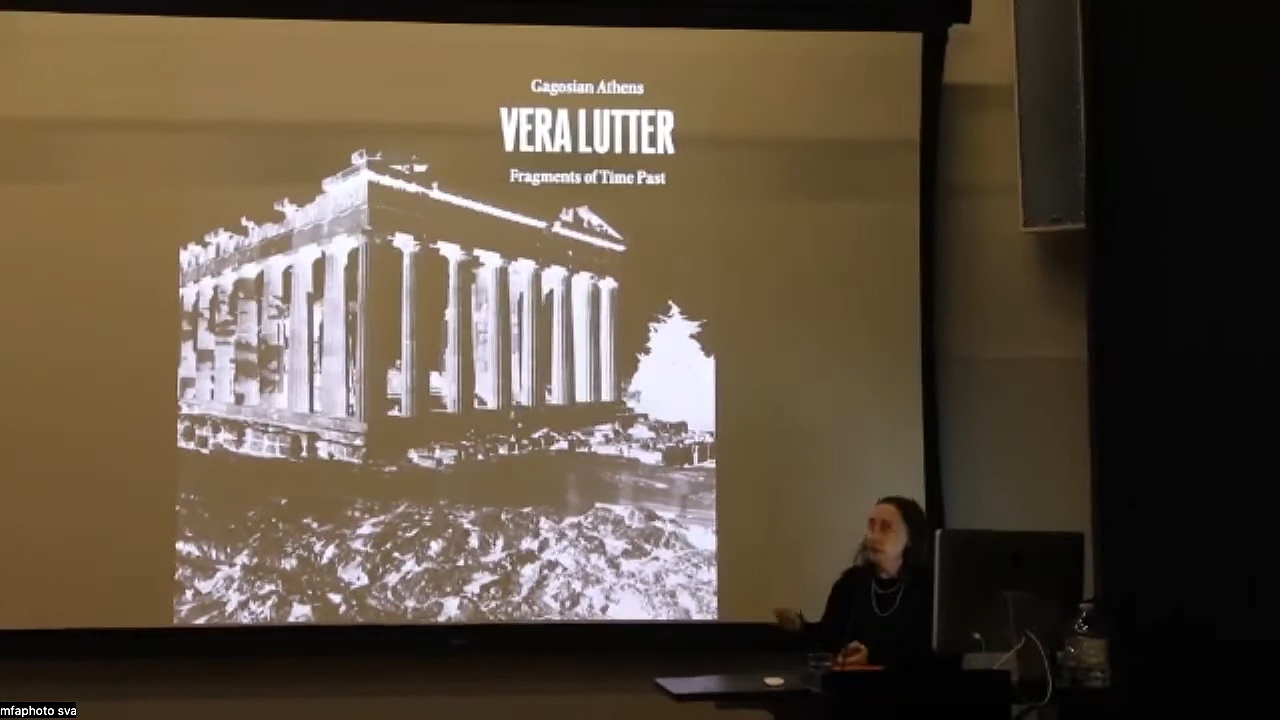 Gagosian Athens
VERA LUTTER
Fragments of Time Past
mfaphoto sva